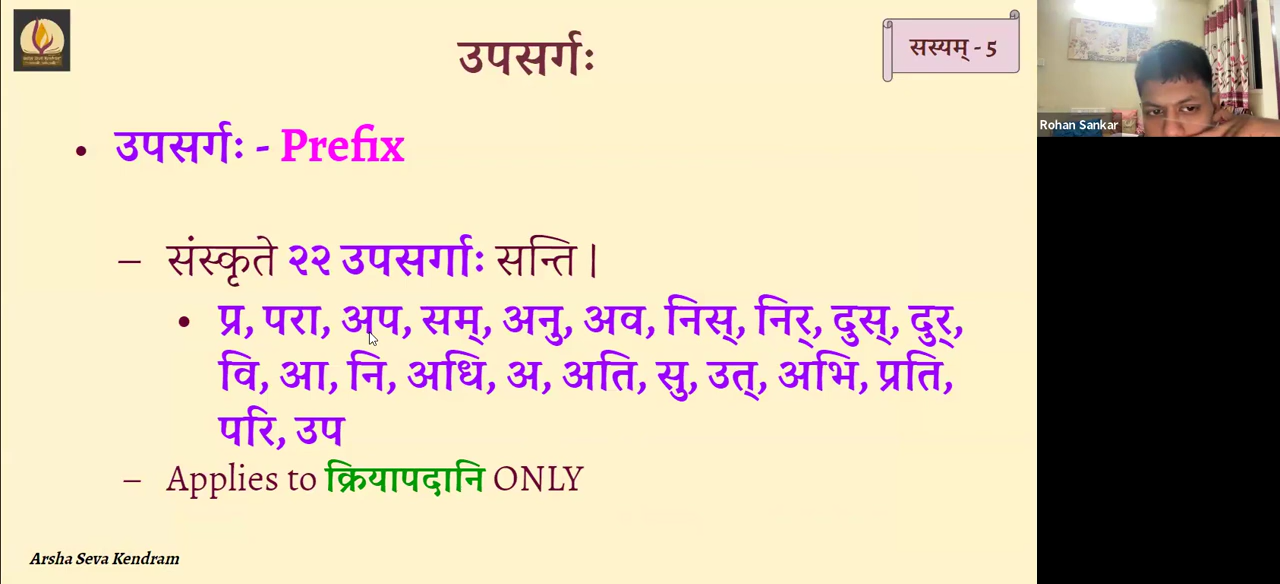 उपसर्गः
सस्यम् - 5
Rohan Sankar
• उपसर्गः - Prefix
– संस्कृते २२ उपसर्गाः सन्ति |
• प्र, परा, अप, सम्, अनु, अव, निस्, निर्, दुस्, दुर्,
वि, आ, नि, अधि, अ, अति, सु, उत्, अभि, प्रति,
परि, उप
– Applies to क्रियापदानि ONLY
Arsha Seva Kendram